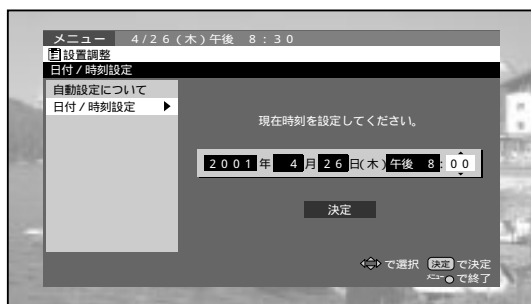 メニュー 4/26(木)午後 8:30
設置調整
日付/時刻設定
自動設定について
日付/時刻設定 ▶
現在時刻を設定してください。
2001年 4月26日(木)午後 8:00
決定
で選択 決定 で決定
メニュー で終了